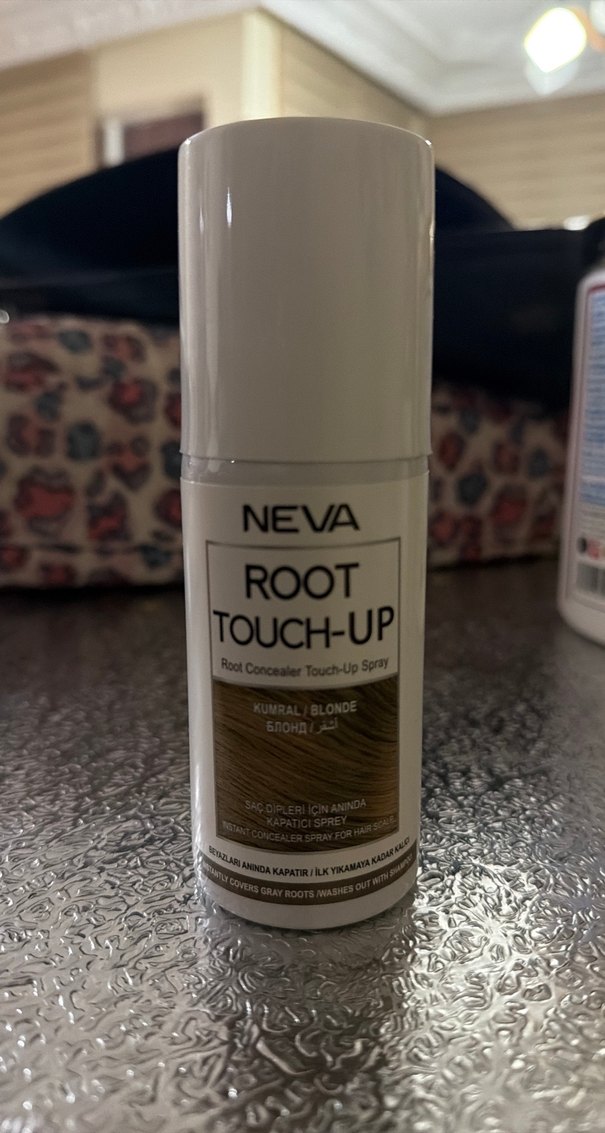 NEVA
ROOT
TOUCH-UP
Root Concealer Touch-Up Spray
KUMRAL / BLONDE
БЛОНД / أشقر
SAÇ DİPLERİ İÇİN ANINDA
KAPATICI SPREY
INSTANT CONCEALER SPRAY FOR HAIR SCALP
BEYAZLARI ANINDA KAPATIR / İLK YIKAMAYA KADAR KALICI
INSTANTLY COVERS GRAY ROOTS /WASHES OUT WITH SHAMPOO